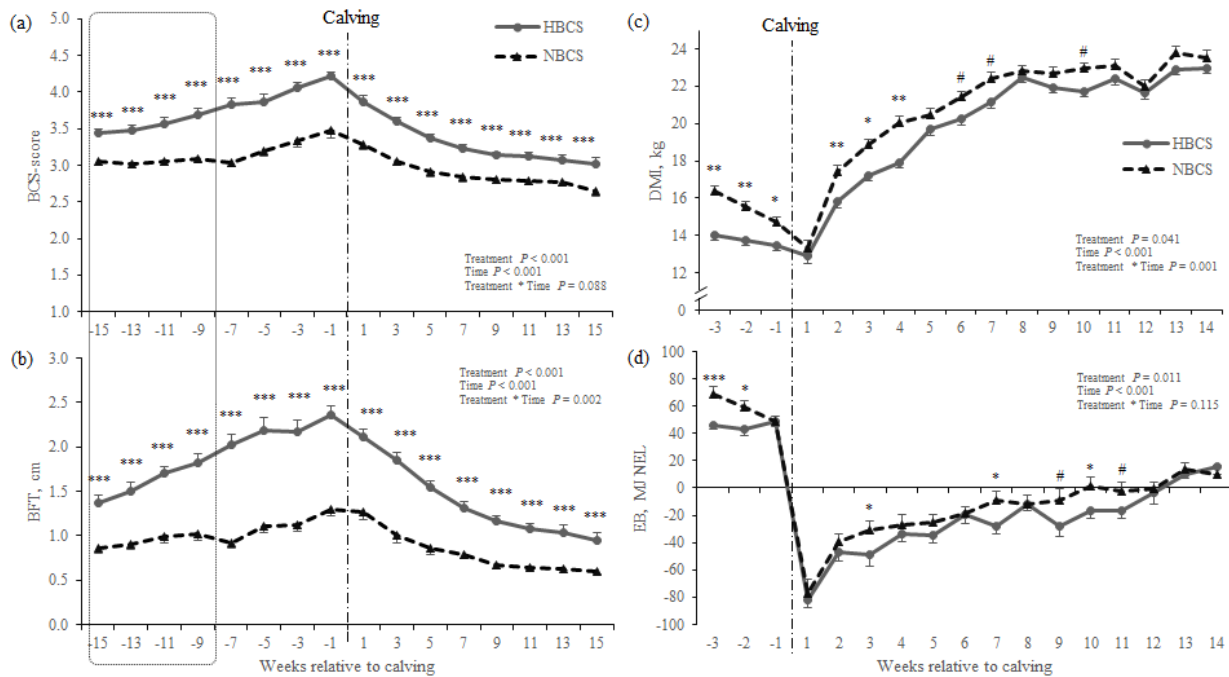 (a)
Calving
HBCS
NBCS
5.0
4.5
4.0
3.5
3.0
2.5
2.0
1.5
1.0
BCS-score
*** *** *** *** *** *** *** *** *** *** *** *** *** *** *** ***
Treatment P < 0.001
Time P < 0.001
Treatment * Time P = 0.088
-15 -13 -11 -9 -7 -5 -3 -1 1 3 5 7 9 11 13 15
(b)
3.0
2.5
2.0
1.5
1.0
0.5
0.0
BFT, cm
*** *** *** *** *** *** *** *** *** *** *** *** *** *** *** ***
Treatment P < 0.001
Time P < 0.001
Treatment * Time P = 0.002
-15 -13 -11 -9 -7 -5 -3 -1 1 3 5 7 9 11 13 15
Weeks relative to calving
(c)
Calving
HBCS
NBCS
24
22
20
18
16
14
12
0
DMI, kg
** ** * ** * ** # # #
Treatment P = 0.041
Time P < 0.001
Treatment * Time P = 0.001
-3 -2 -1 1 2 3 4 5 6 7 8 9 10 11 12 13 14
(d)
100
80
60
40
20
0
-20
-40
-60
-80
-100
EB, MJ NEL
*** * * * # * #
Treatment P = 0.011
Time P < 0.001
Treatment * Time P = 0.115
-3 -2 -1 1 2 3 4 5 6 7 8 9 10 11 12 13 14
Weeks relative to calving